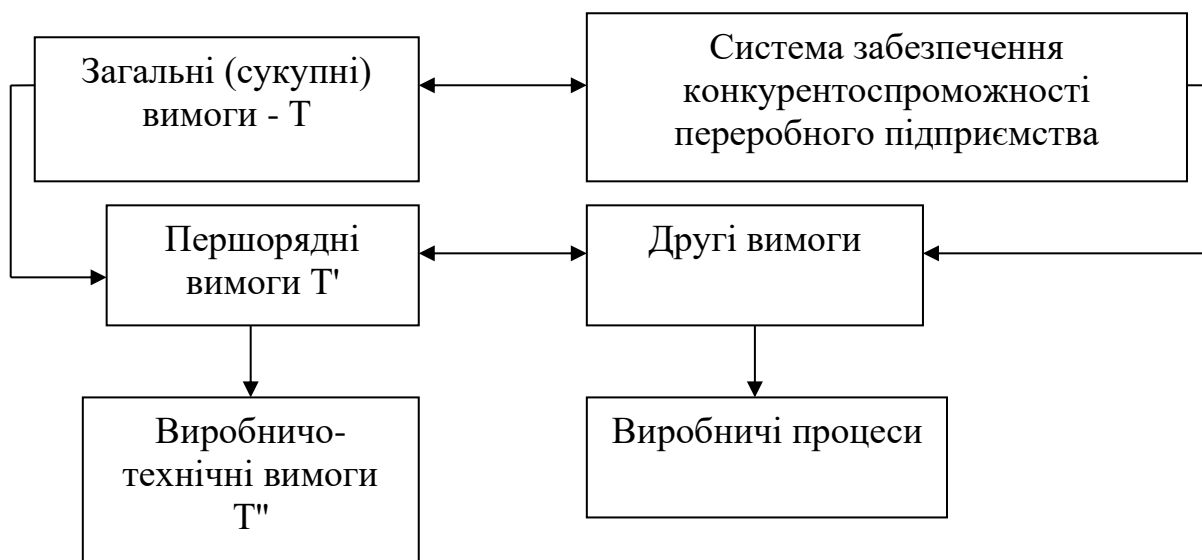 Загальні (сукупні)
вимоги - Т
Система забезпечення
конкурентоспроможності
переробного підприємства
Першорядні
вимоги Т'
Другі вимоги
Виробничо-
технічні вимоги
Т"
Виробничі процеси